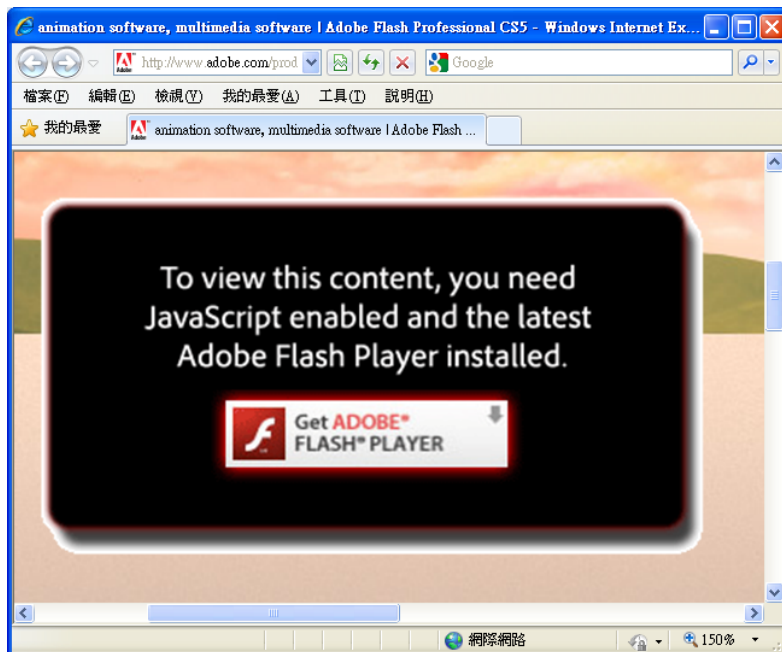 animation software, multimedia software | Adobe Flash Professional CS5 - Windows Internet Ex...
http://www.adobe.com/prod
Google
檔案(F) 編輯(E) 檢視(V) 我的最愛(A) 工具(T) 說明(H)
我的最愛
animation software, multimedia software | Adobe Flash ...
To view this content, you need
JavaScript enabled and the latest
Adobe Flash Player installed.
Get ADOBE®
FLASH® PLAYER
網際網路
150%